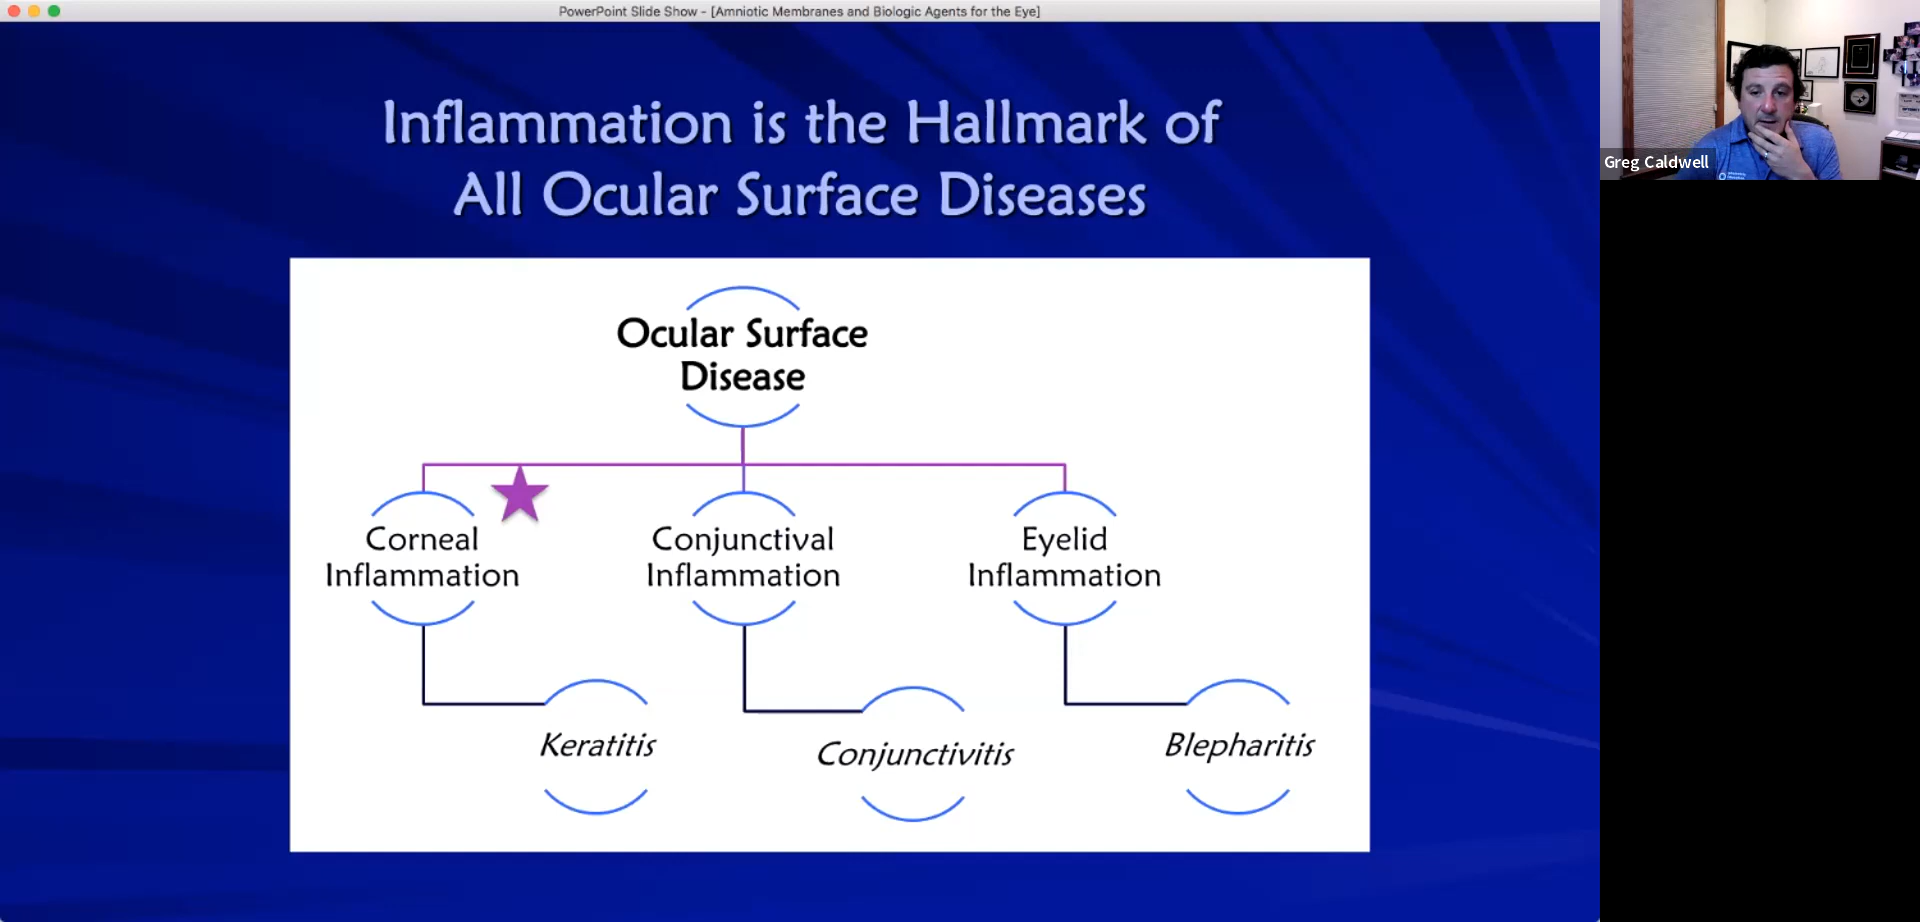 PowerPoint Slide Show - [Amniotic Membranes and Biologic Agents for the Eye]
Inflammation is the Hallmark of
All Ocular Surface Diseases
Ocular Surface
Disease
Corneal
Inflammation
Conjunctival
Inflammation
Eyelid
Inflammation
Keratitis
Conjunctivitis
Blepharitis
Greg Caldwell